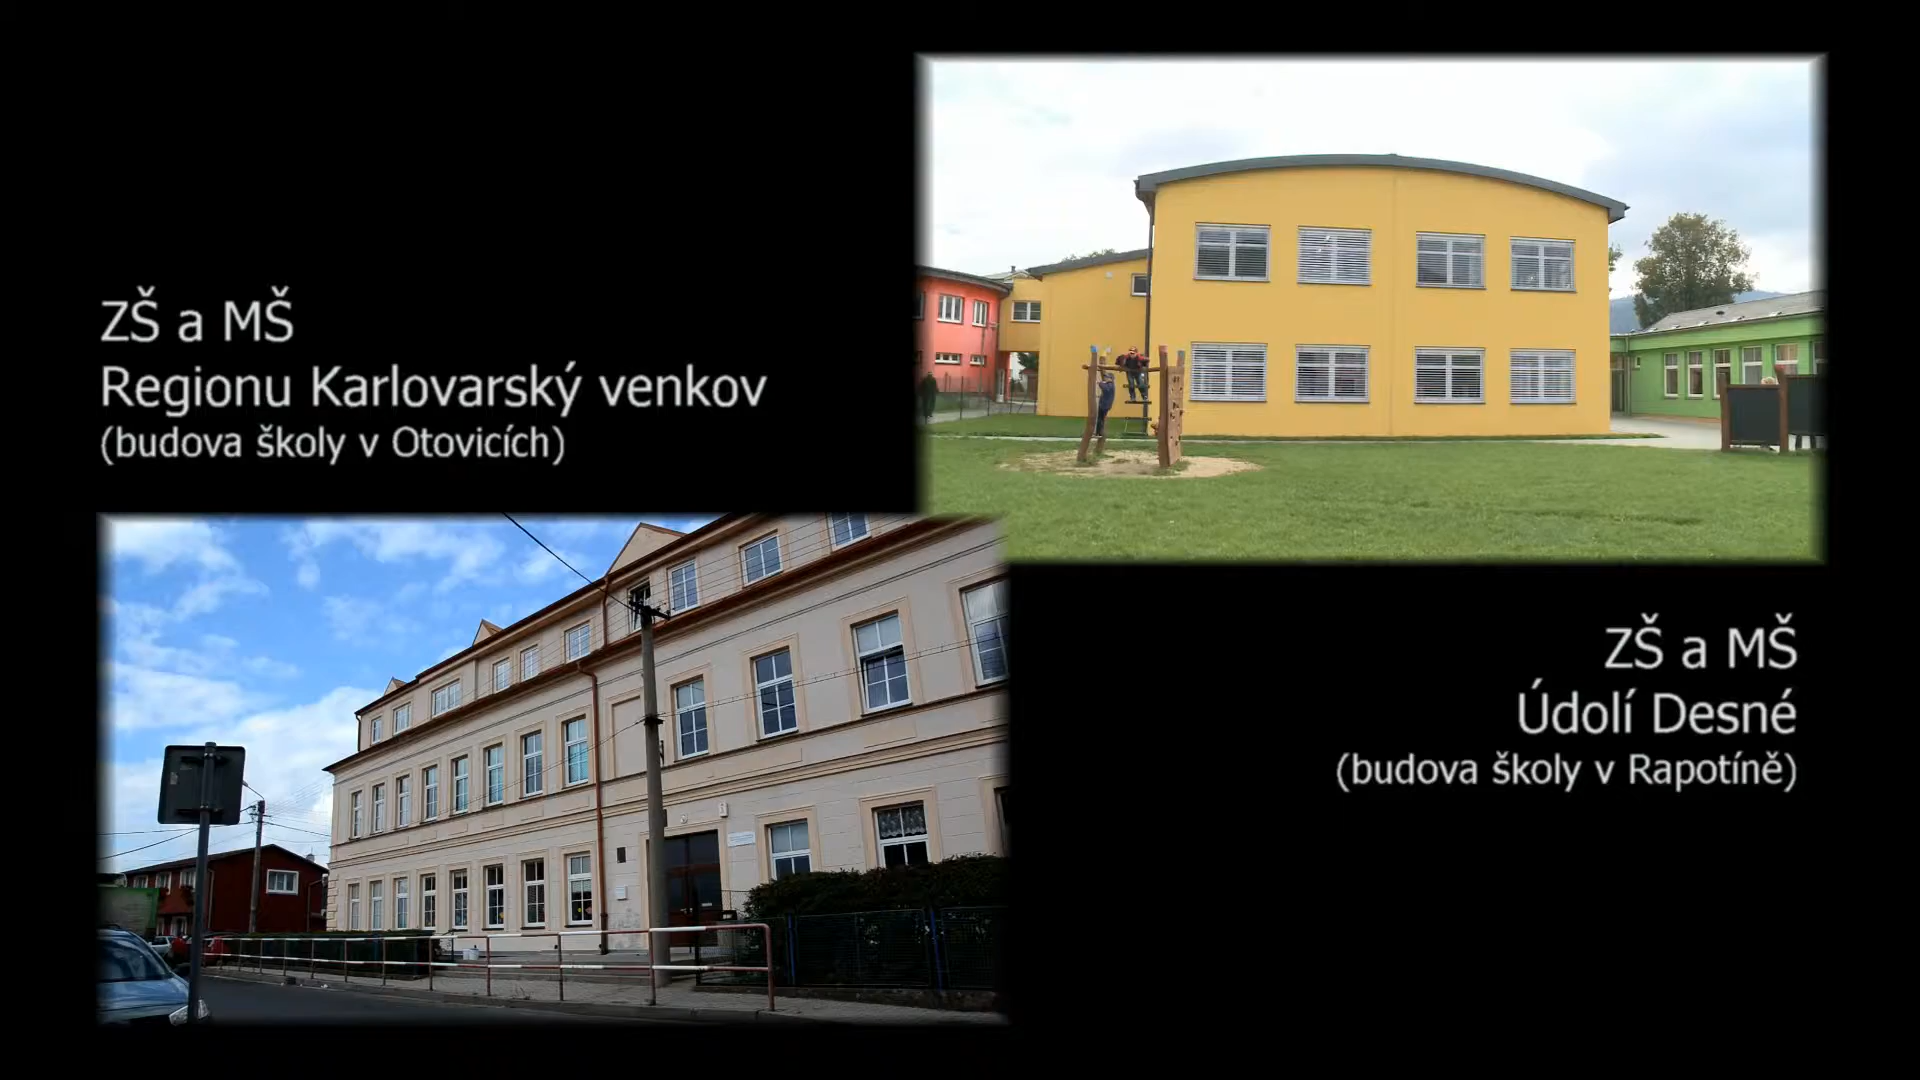 ZŠ a MŠ
Regionu Karlovarský venkov
(budova školy v Otovicích)
ZŠ a MŠ
Údolí Desné
(budova školy v Rapotíně)